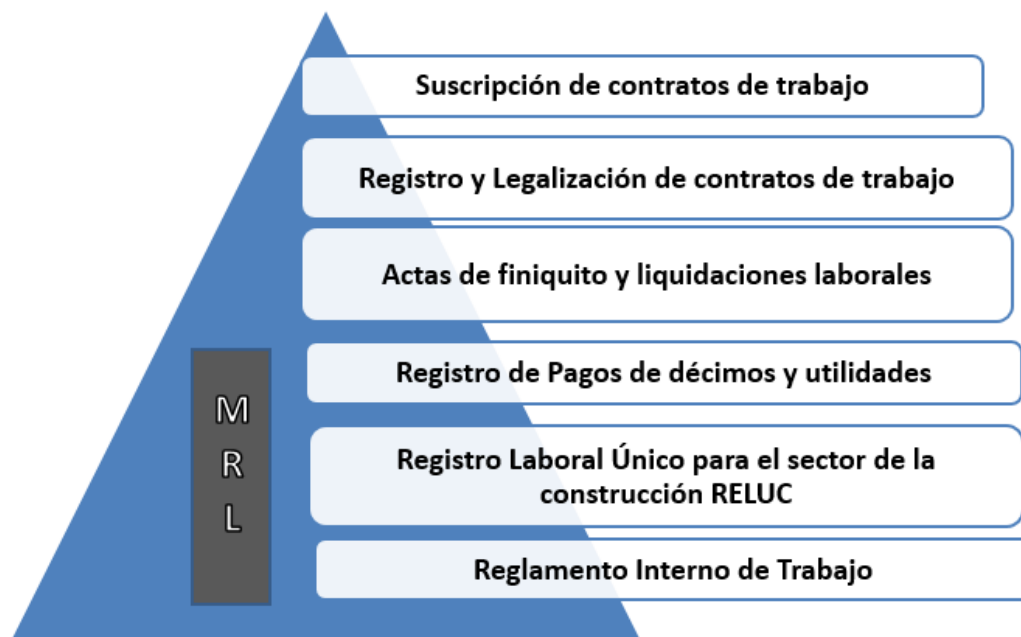 Suscripción de contratos de trabajo
Registro y Legalización de contratos de trabajo
Actas de finiquito y liquidaciones laborales
Registro de Pagos de décimos y utilidades
Registro Laboral Único para el sector de la
construcción RELUC
Reglamento Interno de Trabajo
M
R
L